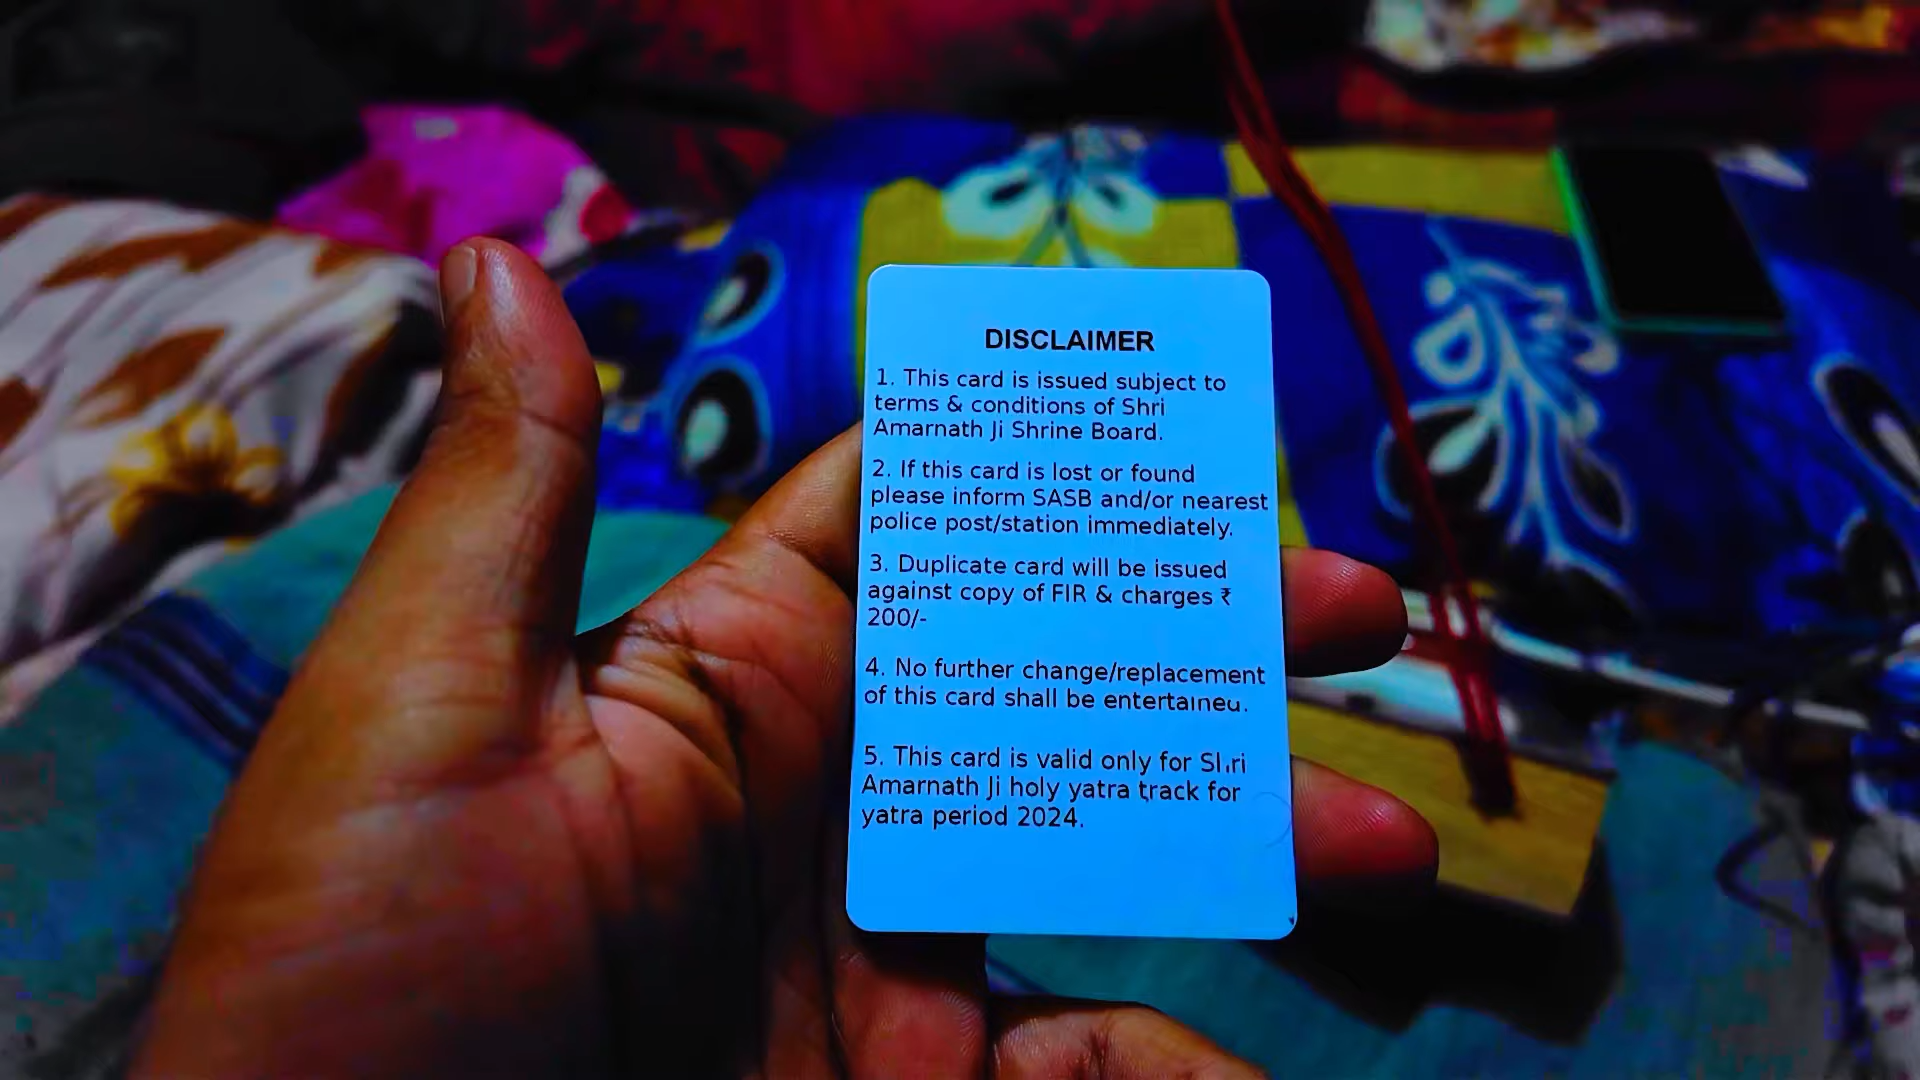 DISCLAIMER
1. This card is issued subject to
terms & conditions of Shri
Amarnath Ji Shrine Board.
2. If this card is lost or found
please inform SASB and/or nearest
police post/station immediately.
3. Duplicate card will be issued
against copy of FIR & charges ₹
200/-
4. No further change/replacement
of this card shall be entertained.
5. This card is valid only for Shri
Amarnath Ji holy yatra track for
yatra period 2024.